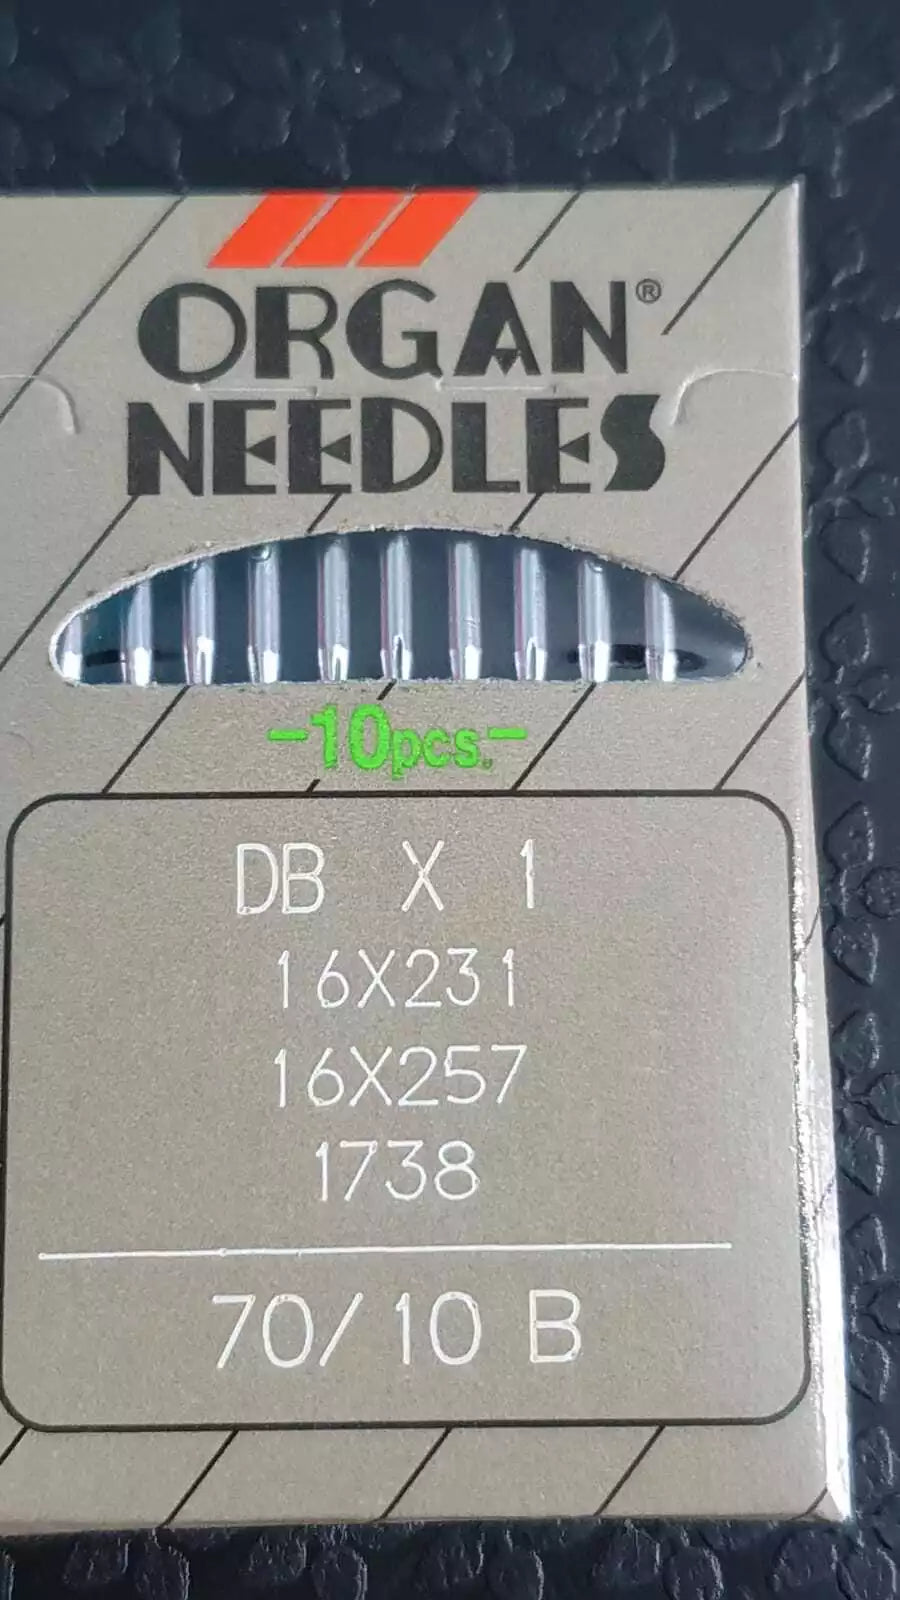 ORGAN®
NEEDLES
-10pcs.-
DB X 1
16X231
16X257
1738
70/10 B